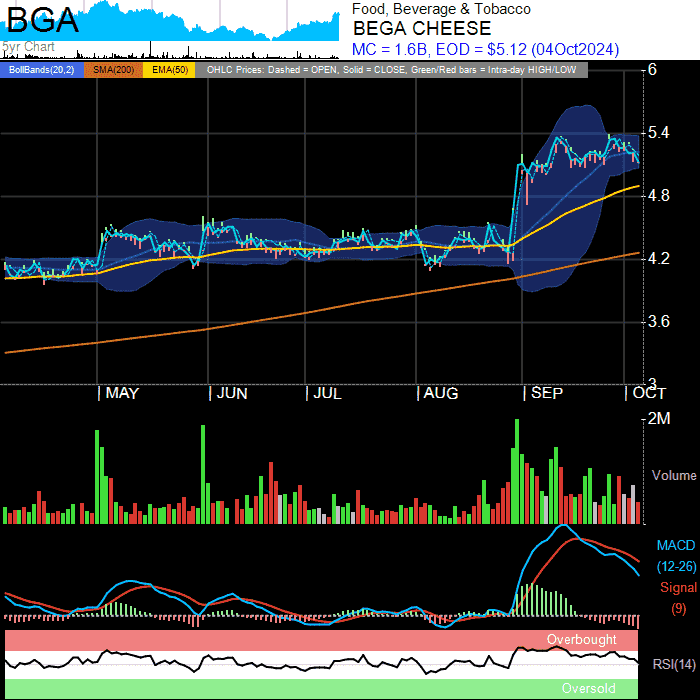 BGA
5yr Chart
Food, Beverage & Tobacco
BEGA CHEESE
MC = 1.6B, EOD = $5.12 (04Oct2024)
BollBands(20,2) SMA(200) EMA(50) OHLC Prices: Dashed = OPEN, Solid = CLOSE, Green/Red bars = Intra-day HIGH/LOW
6
5.4
4.8
4.2
3.6
3
MAY JUN JUL AUG SEP OCT
2M
Volume
MACD
(12-26)
Signal
(9)
Overbought
RSI(14)
Oversold